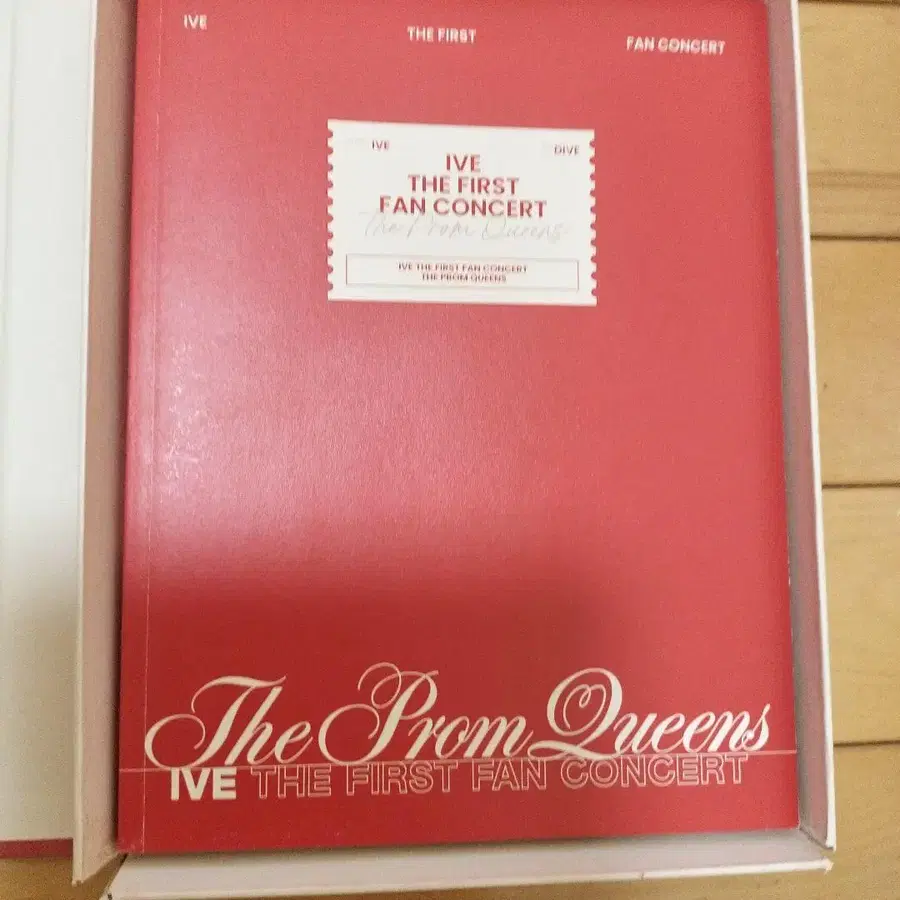 IVE
THE FIRST
FAN CONCERT
IVE
DIVE
IVE
THE FIRST
FAN CONCERT
The Prom Queens
IVE THE FIRST FAN CONCERT
THE PROM QUEENS
The Prom Queens
IVE THE FIRST FAN CONCERT